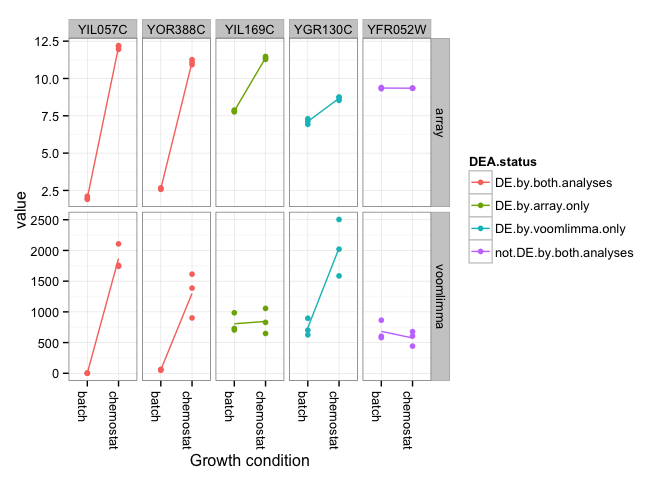 YIL057C YOR388C YIL169C YGR130C YFR052W
12.5
10.0
7.5
5.0
2.5
array
2500
2000
1500
1000
500
0
voomlimma
value
batch chemostat batch chemostat batch chemostat batch chemostat batch chemostat
Growth condition
DEA.status
DE.by.both.analyses
DE.by.array.only
DE.by.voomlimma.only
not.DE.by.both.analyses